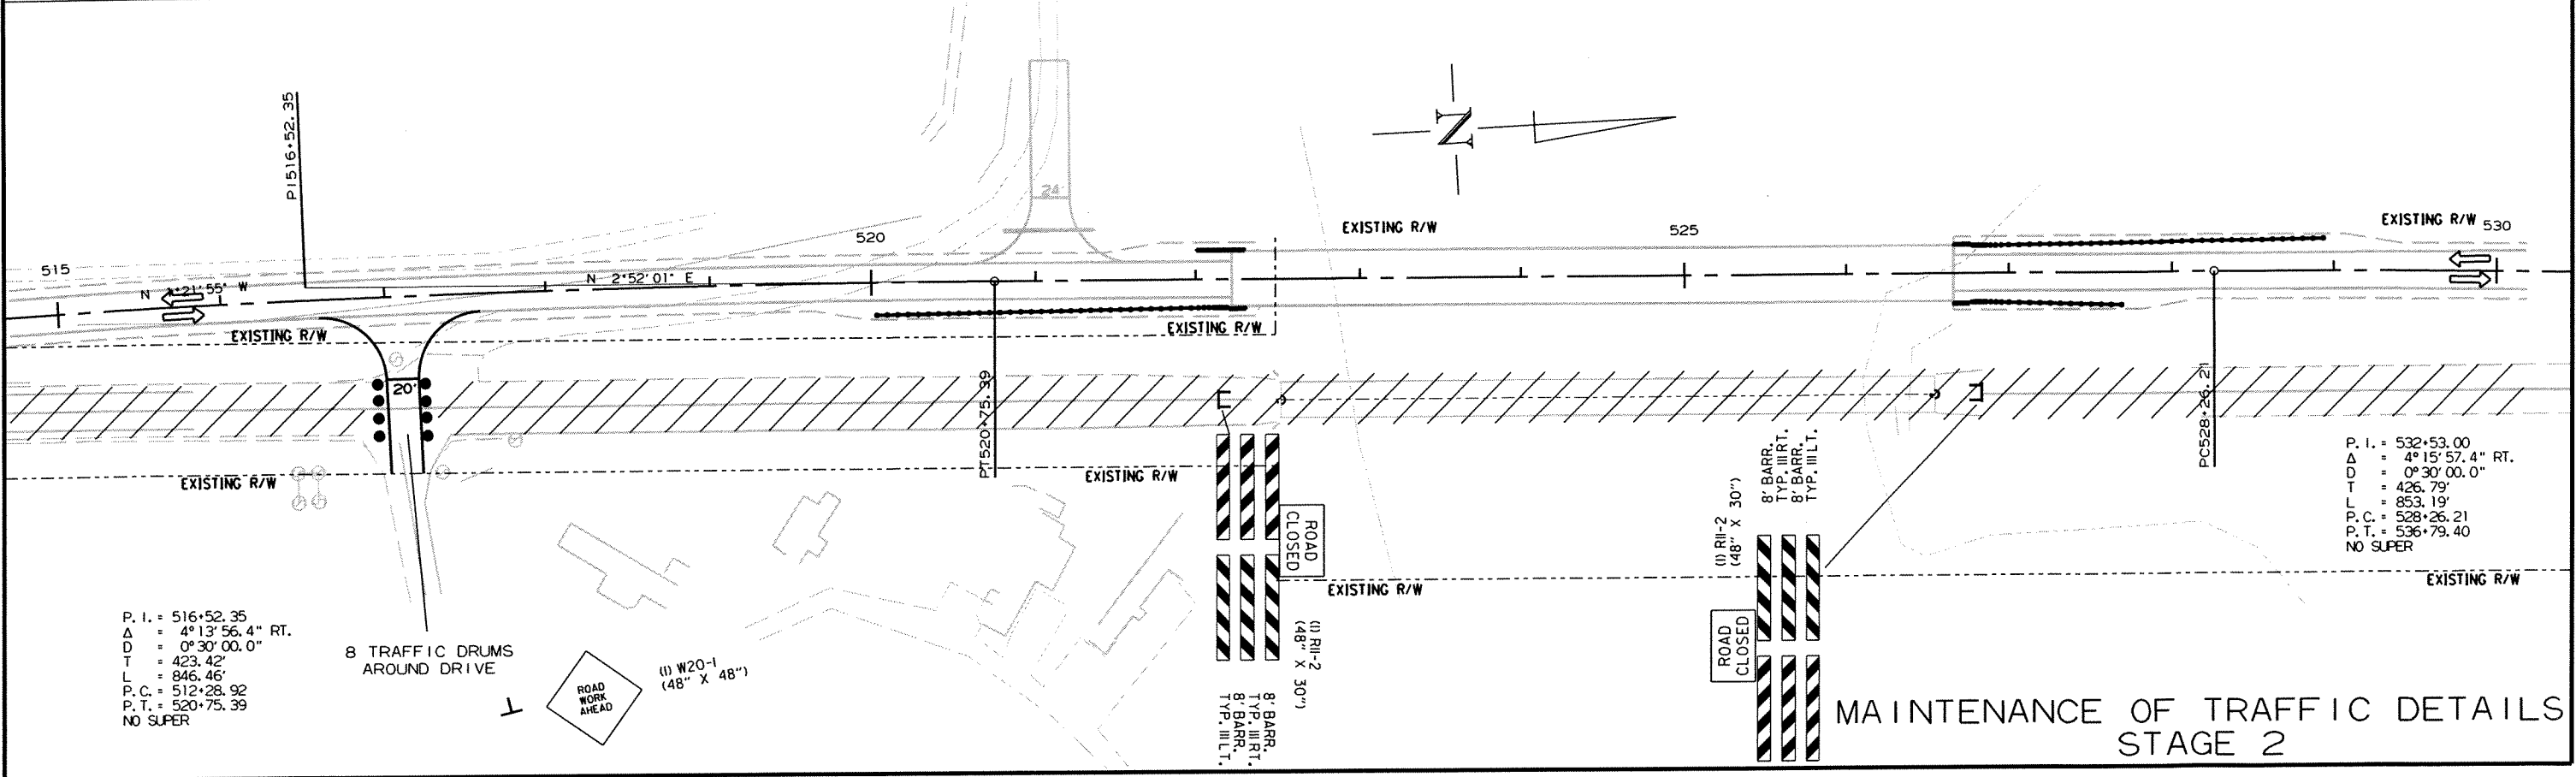 PI516+52.35
515
N 1°21'55" W
N 2°52'01" E
520
24'
N
EXISTING R/W
525
EXISTING R/W
530
EXISTING R/W
EXISTING R/W
20'
PT520+75.39
PC528+26.21
EXISTING R/W
EXISTING R/W
EXISTING R/W
EXISTING R/W
P.I. = 516+52.35
Δ = 4°13'56.4" RT.
D = 0°30'00.0"
T = 423.42'
L = 846.46'
P.C. = 512+28.92
P.T. = 520+75.39
NO SUPER
8 TRAFFIC DRUMS
AROUND DRIVE
ROAD
WORK
AHEAD
(1) W20-1
(48" X 48")
ROAD
CLOSED
(1) R11-2
(48" X 30")
8' BARR.
TYP. III RT.
8' BARR.
TYP. III LT.
(1) R11-2
(48" X 30")
8' BARR.
TYP. III RT.
8' BARR.
TYP. III LT.
ROAD
CLOSED
P.I. = 532+53.00
Δ = 4°15'57.4" RT.
D = 0°30'00.0"
T = 426.79'
L = 853.19'
P.C. = 528+26.21
P.T. = 536+79.40
NO SUPER
MAINTENANCE OF TRAFFIC DETAILS
STAGE 2